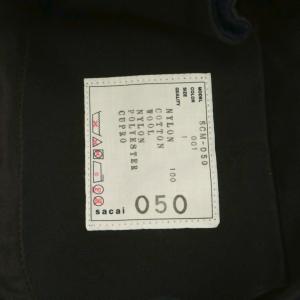 MODEL SCM-050
COLOR 001
SIZE 1
QUALITY
NYLON 100
COTTON
WOOL
NYLON
POLYESTER
CUPRO
sacai 050